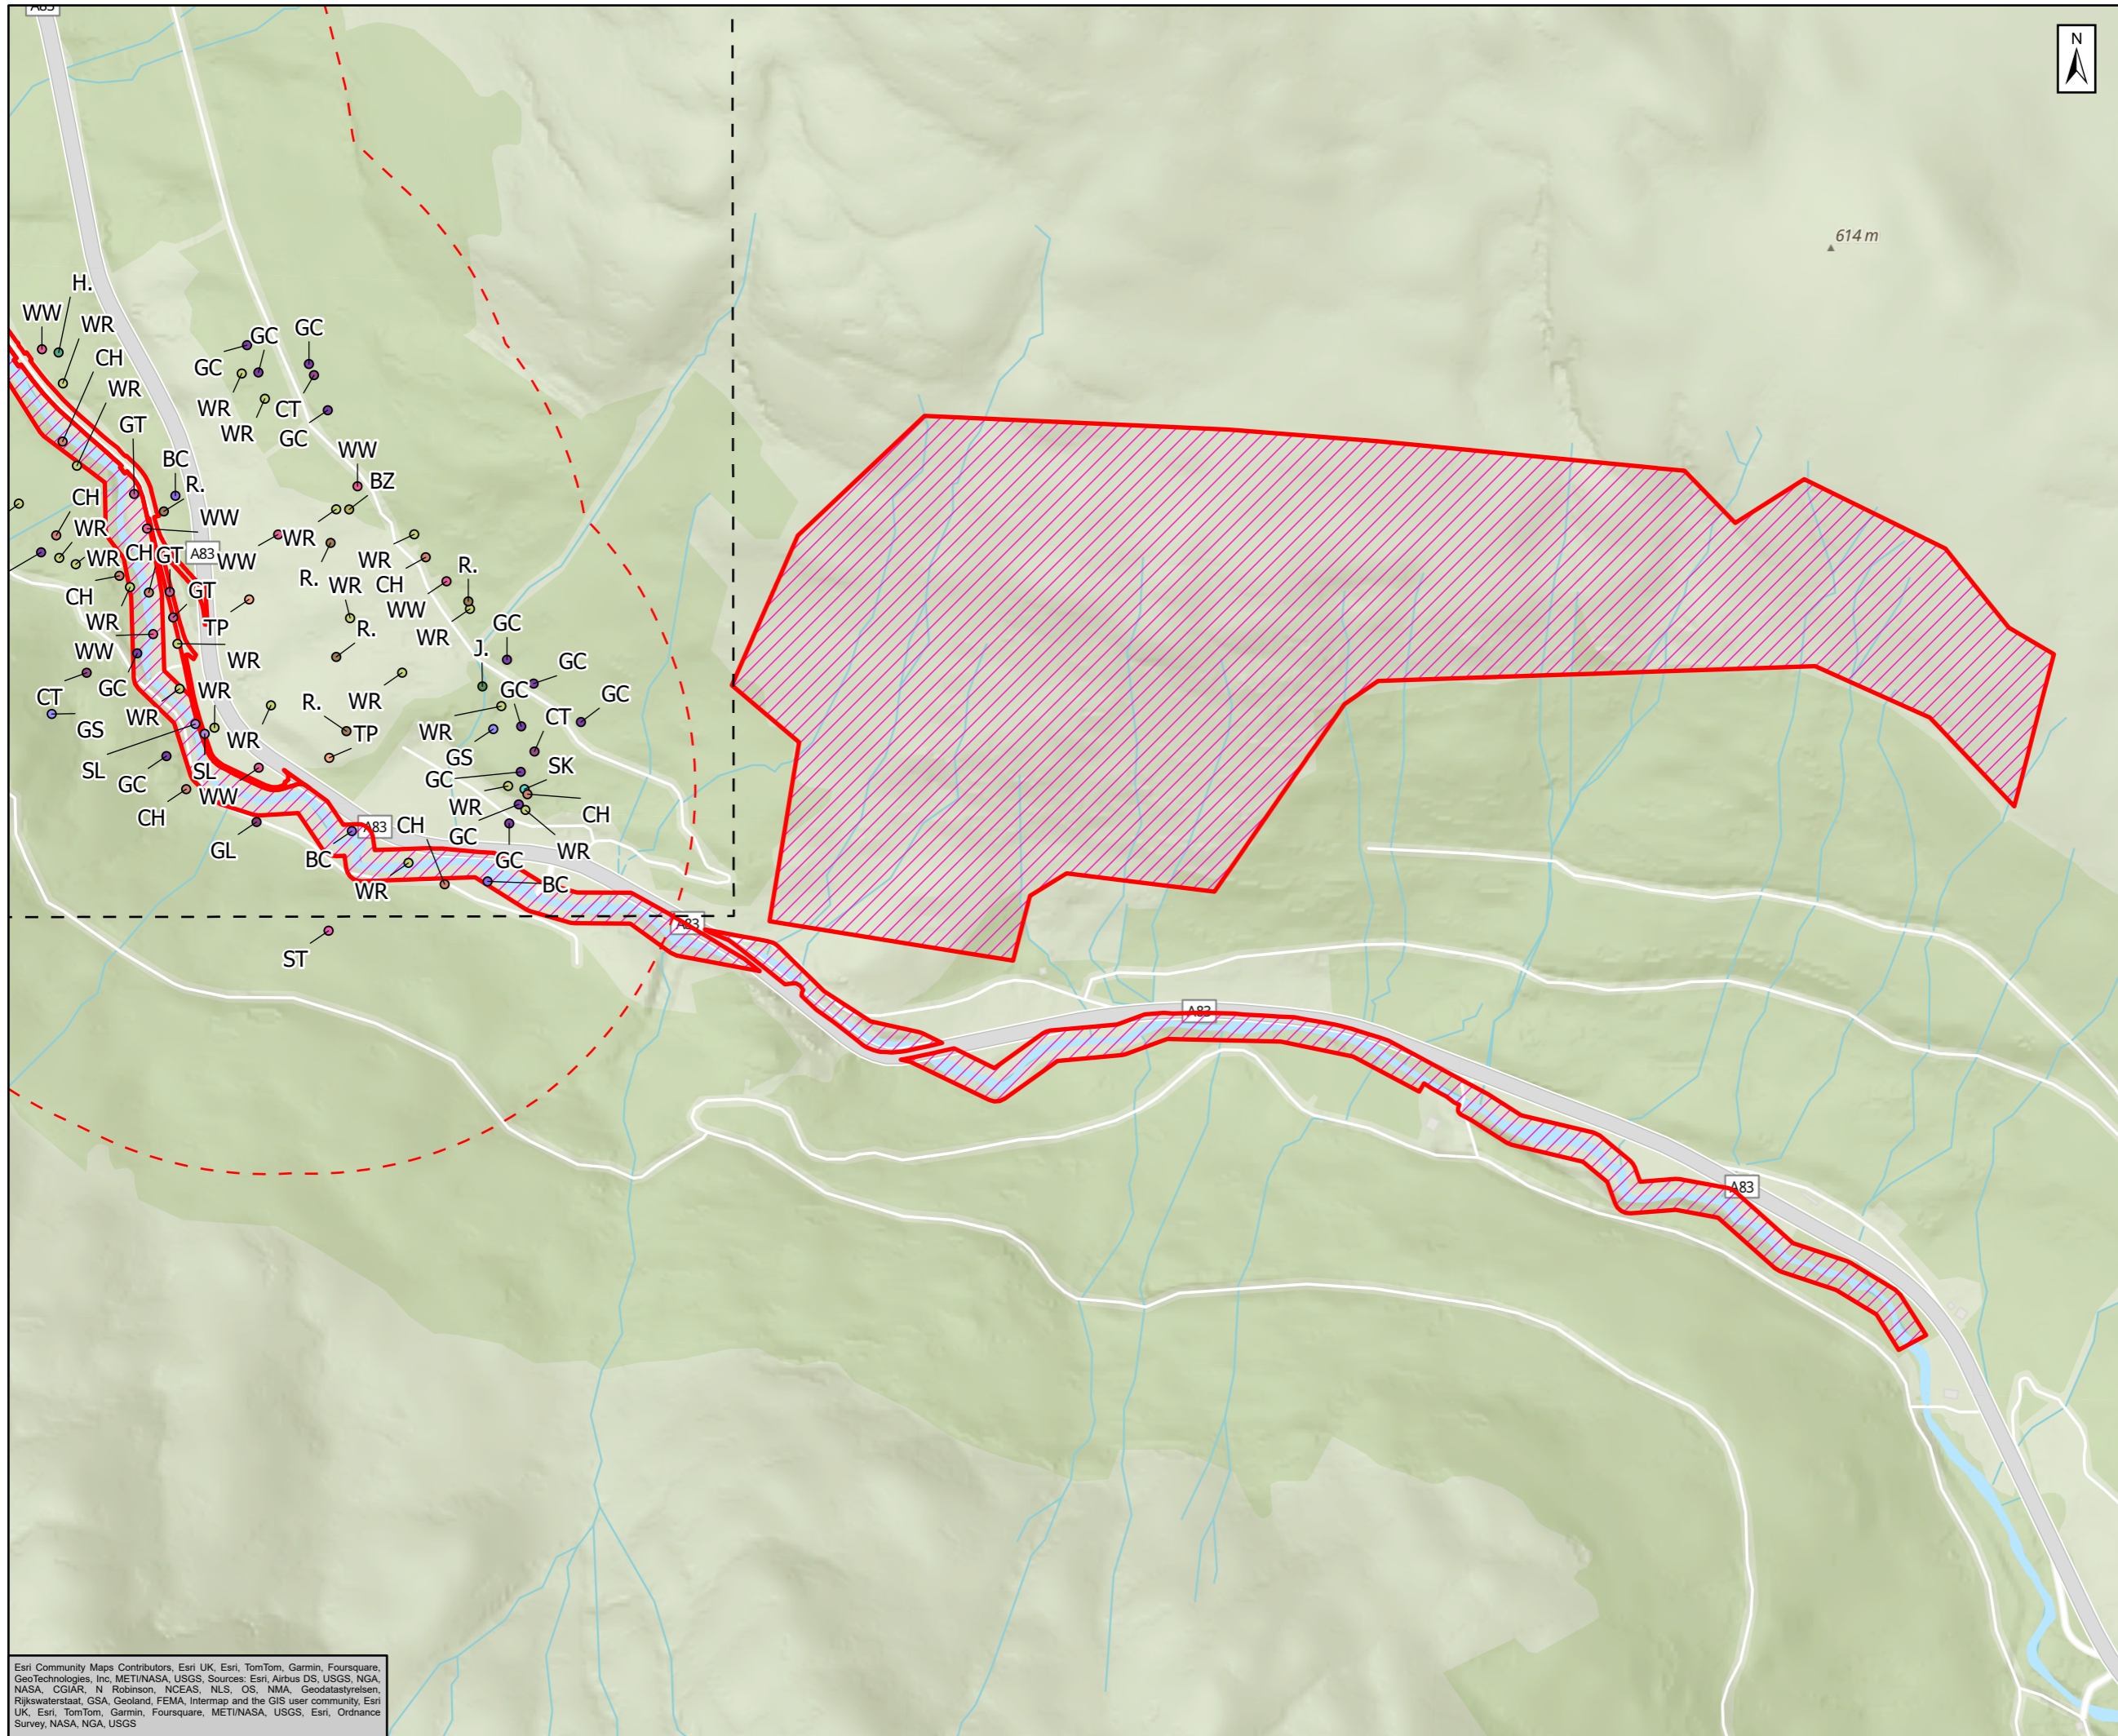 A83
N
614 m
H.
WW
WR
GC
GC
CH
GC
WR
WR
CT
GT
WR
GC
WW
BC
BZ
R.
CH
WW
WR
WR
A83
CH
GT
WR
WR
WW
R.
R.
CH
GT
WR
CH
WW
WR
TP
R.
WR
GC
WW
WR
J.
GC
GC
WR
CT
R.
WR
GC
GC
GS
WR
CT
TP
WR
WR
GS
SL
SK
GC
SL
GC
WW
WR
CH
CH
A83
CH
GC
GL
BC
GC
WR
WR
BC
A83
ST
A83
A83
Esri Community Maps Contributors, Esri UK, Esri, TomTom, Garmin, Foursquare,
GeoTechnologies, Inc, METI/NASA, USGS, Sources: Esri, Airbus DS, USGS, NGA,
NASA, CGIAR, N Robinson, NCEAS, NLS, OS, NMA, Geodatastyrelsen,
Rijkswaterstaat, GSA, Geoland, FEMA, Intermap and the GIS user community, Esri
UK, Esri, TomTom, Garmin, Foursquare, METI/NASA, USGS, Esri, Ordnance
Survey, NASA, NGA, USGS